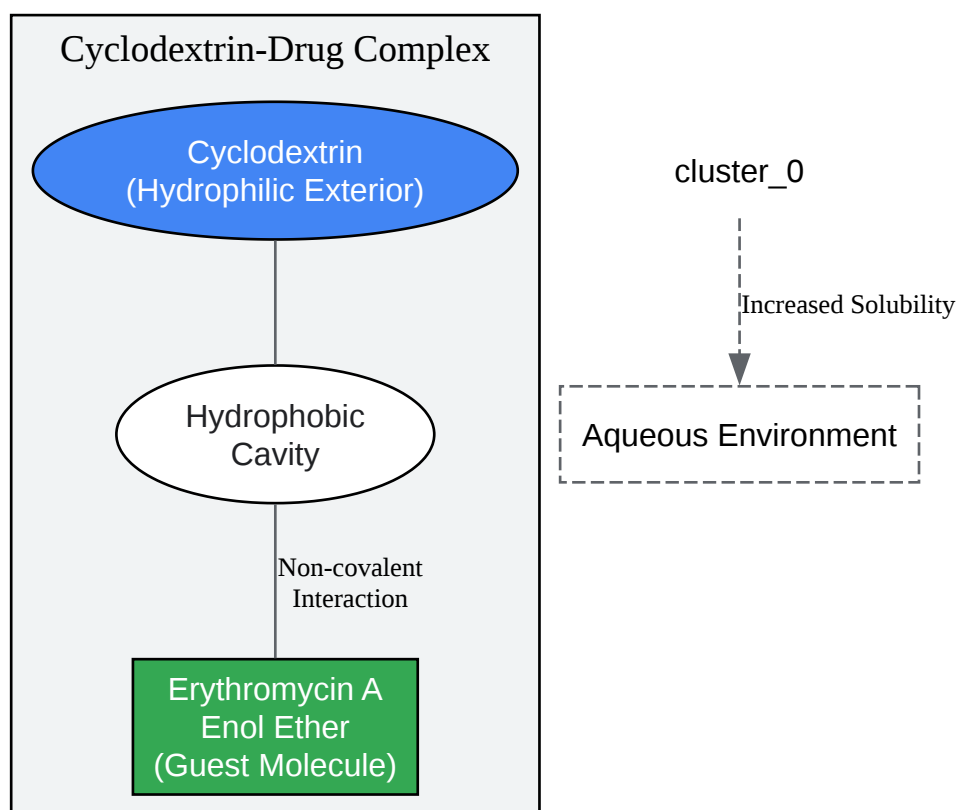 Cyclodextrin-Drug Complex
Cyclodextrin
(Hydrophilic Exterior)
Hydrophobic
Cavity
Non-covalent
Interaction
Erythromycin A
Enol Ether
(Guest Molecule)
cluster_0
Increased Solubility
Aqueous Environment